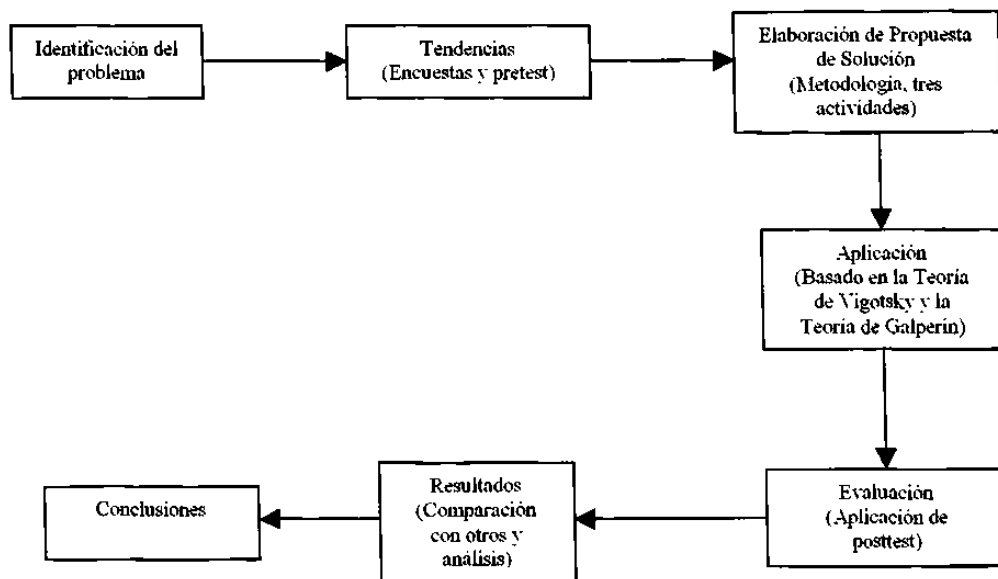 Identificación del
problema
Tendencias
(Encuestas y pretest)
Elaboración de Propuesta
de Solución
(Metodología, tres
actividades)
Aplicación
(Basado en la Teoría
de Vigotsky y la
Teoría de Galperin)
Evaluación
(Aplicación de
posttest)
Resultados
(Comparación
con otros y
análisis)
Conclusiones